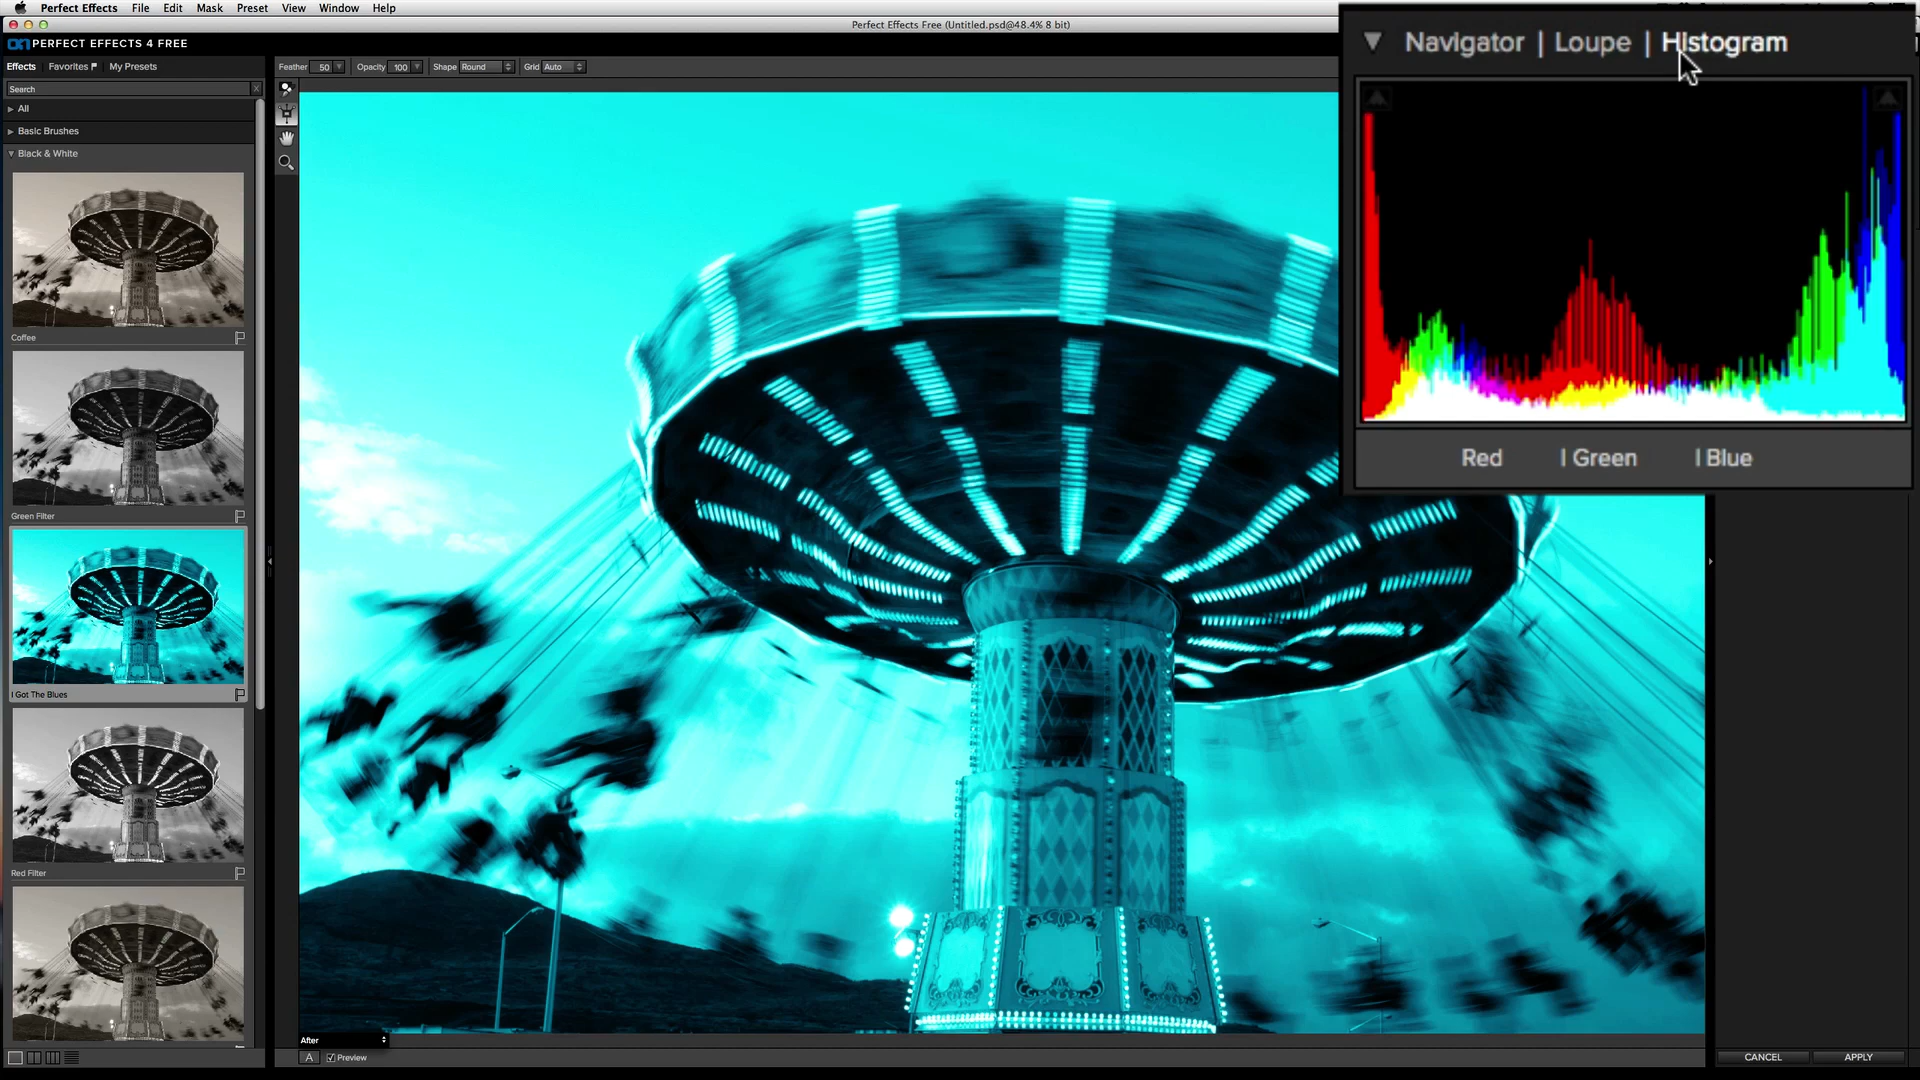 Perfect Effects File Edit Mask Preset View Window Help
Perfect Effects Free (Untitled.psd@48.4% 8 bit)
on PERFECT EFFECTS 4 FREE
Effects Favorites My Presets
Feather 50 Opacity 100 Shape Round Grid Auto
Search
All
Basic Brushes
Black & White
Coffee
Green Filter
I Got The Blues
Red Filter
Navigator | Loupe | Histogram
Red | Green | Blue
After
A Preview
CANCEL APPLY